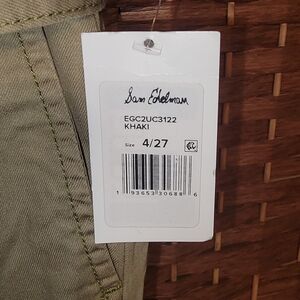 Sam Edelman
EGC2UC3122
KHAKI
Size 4/27
1 93653 30688 6